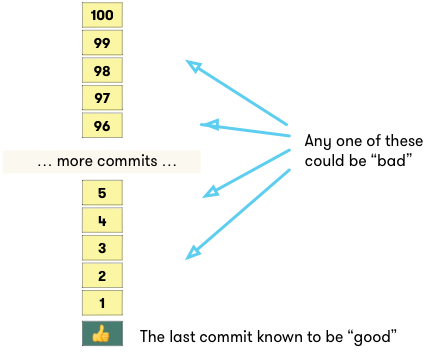 100
99
98
97
96
… more commits …
5
4
3
2
1
Any one of these
could be “bad”
The last commit known to be “good”